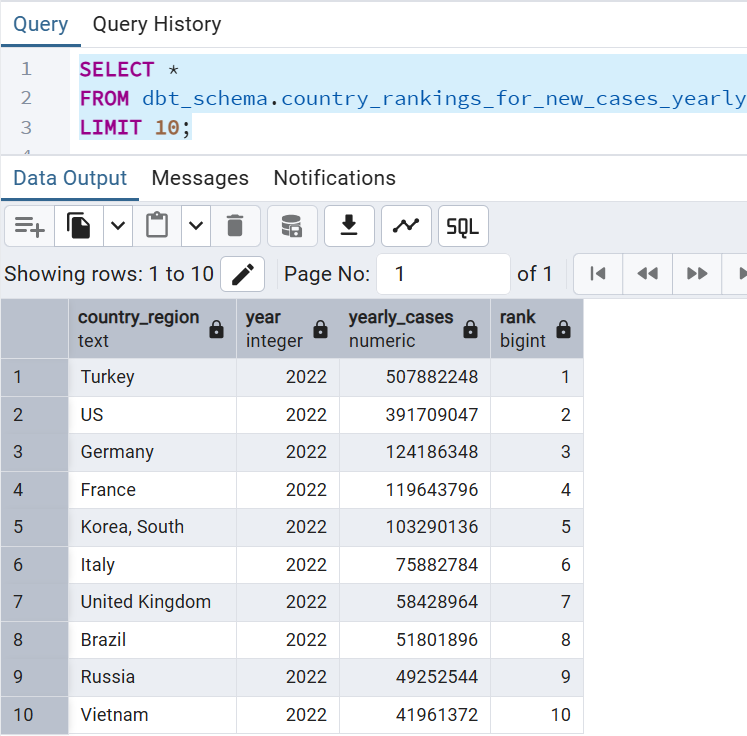 Query Query History
1 SELECT *
2 FROM dbt_schema.country_rankings_for_new_cases_yearly
3 LIMIT 10;
Data Output Messages Notifications
SQL
Showing rows: 1 to 10 Page No: 1 of 1
country_region year yearly_cases rank
text integer numeric bigint
1 Turkey 2022 507882248 1
2 US 2022 391709047 2
3 Germany 2022 124186348 3
4 France 2022 119643796 4
5 Korea, South 2022 103290136 5
6 Italy 2022 75882784 6
7 United Kingdom 2022 58428964 7
8 Brazil 2022 51801896 8
9 Russia 2022 49252544 9
10 Vietnam 2022 41961372 10